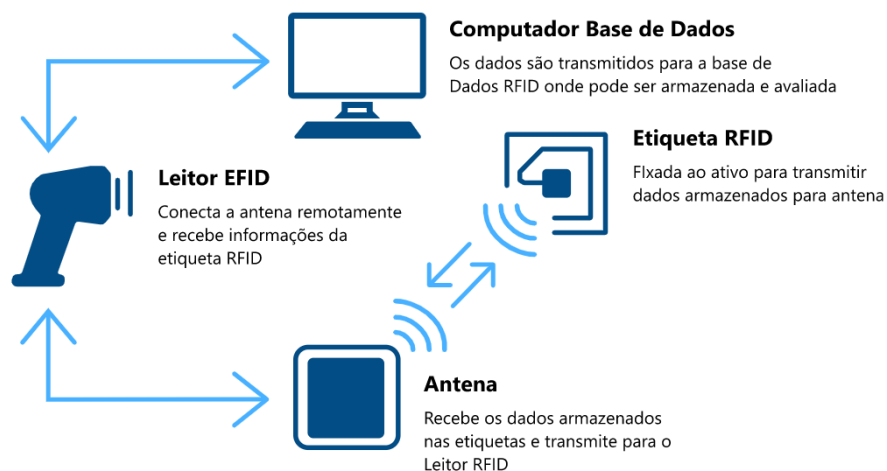 Computador Base de Dados
Os dados são transmitidos para a base de
Dados RFID onde pode ser armazenada e avaliada
Etiqueta RFID
FIxada ao ativo para transmitir
dados armazenados para antena
Leitor EFID
Conecta a antena remotamente
e recebe informações da
etiqueta RFID
Antena
Recebe os dados armazenados
nas etiquetas e transmite para o
Leitor RFID